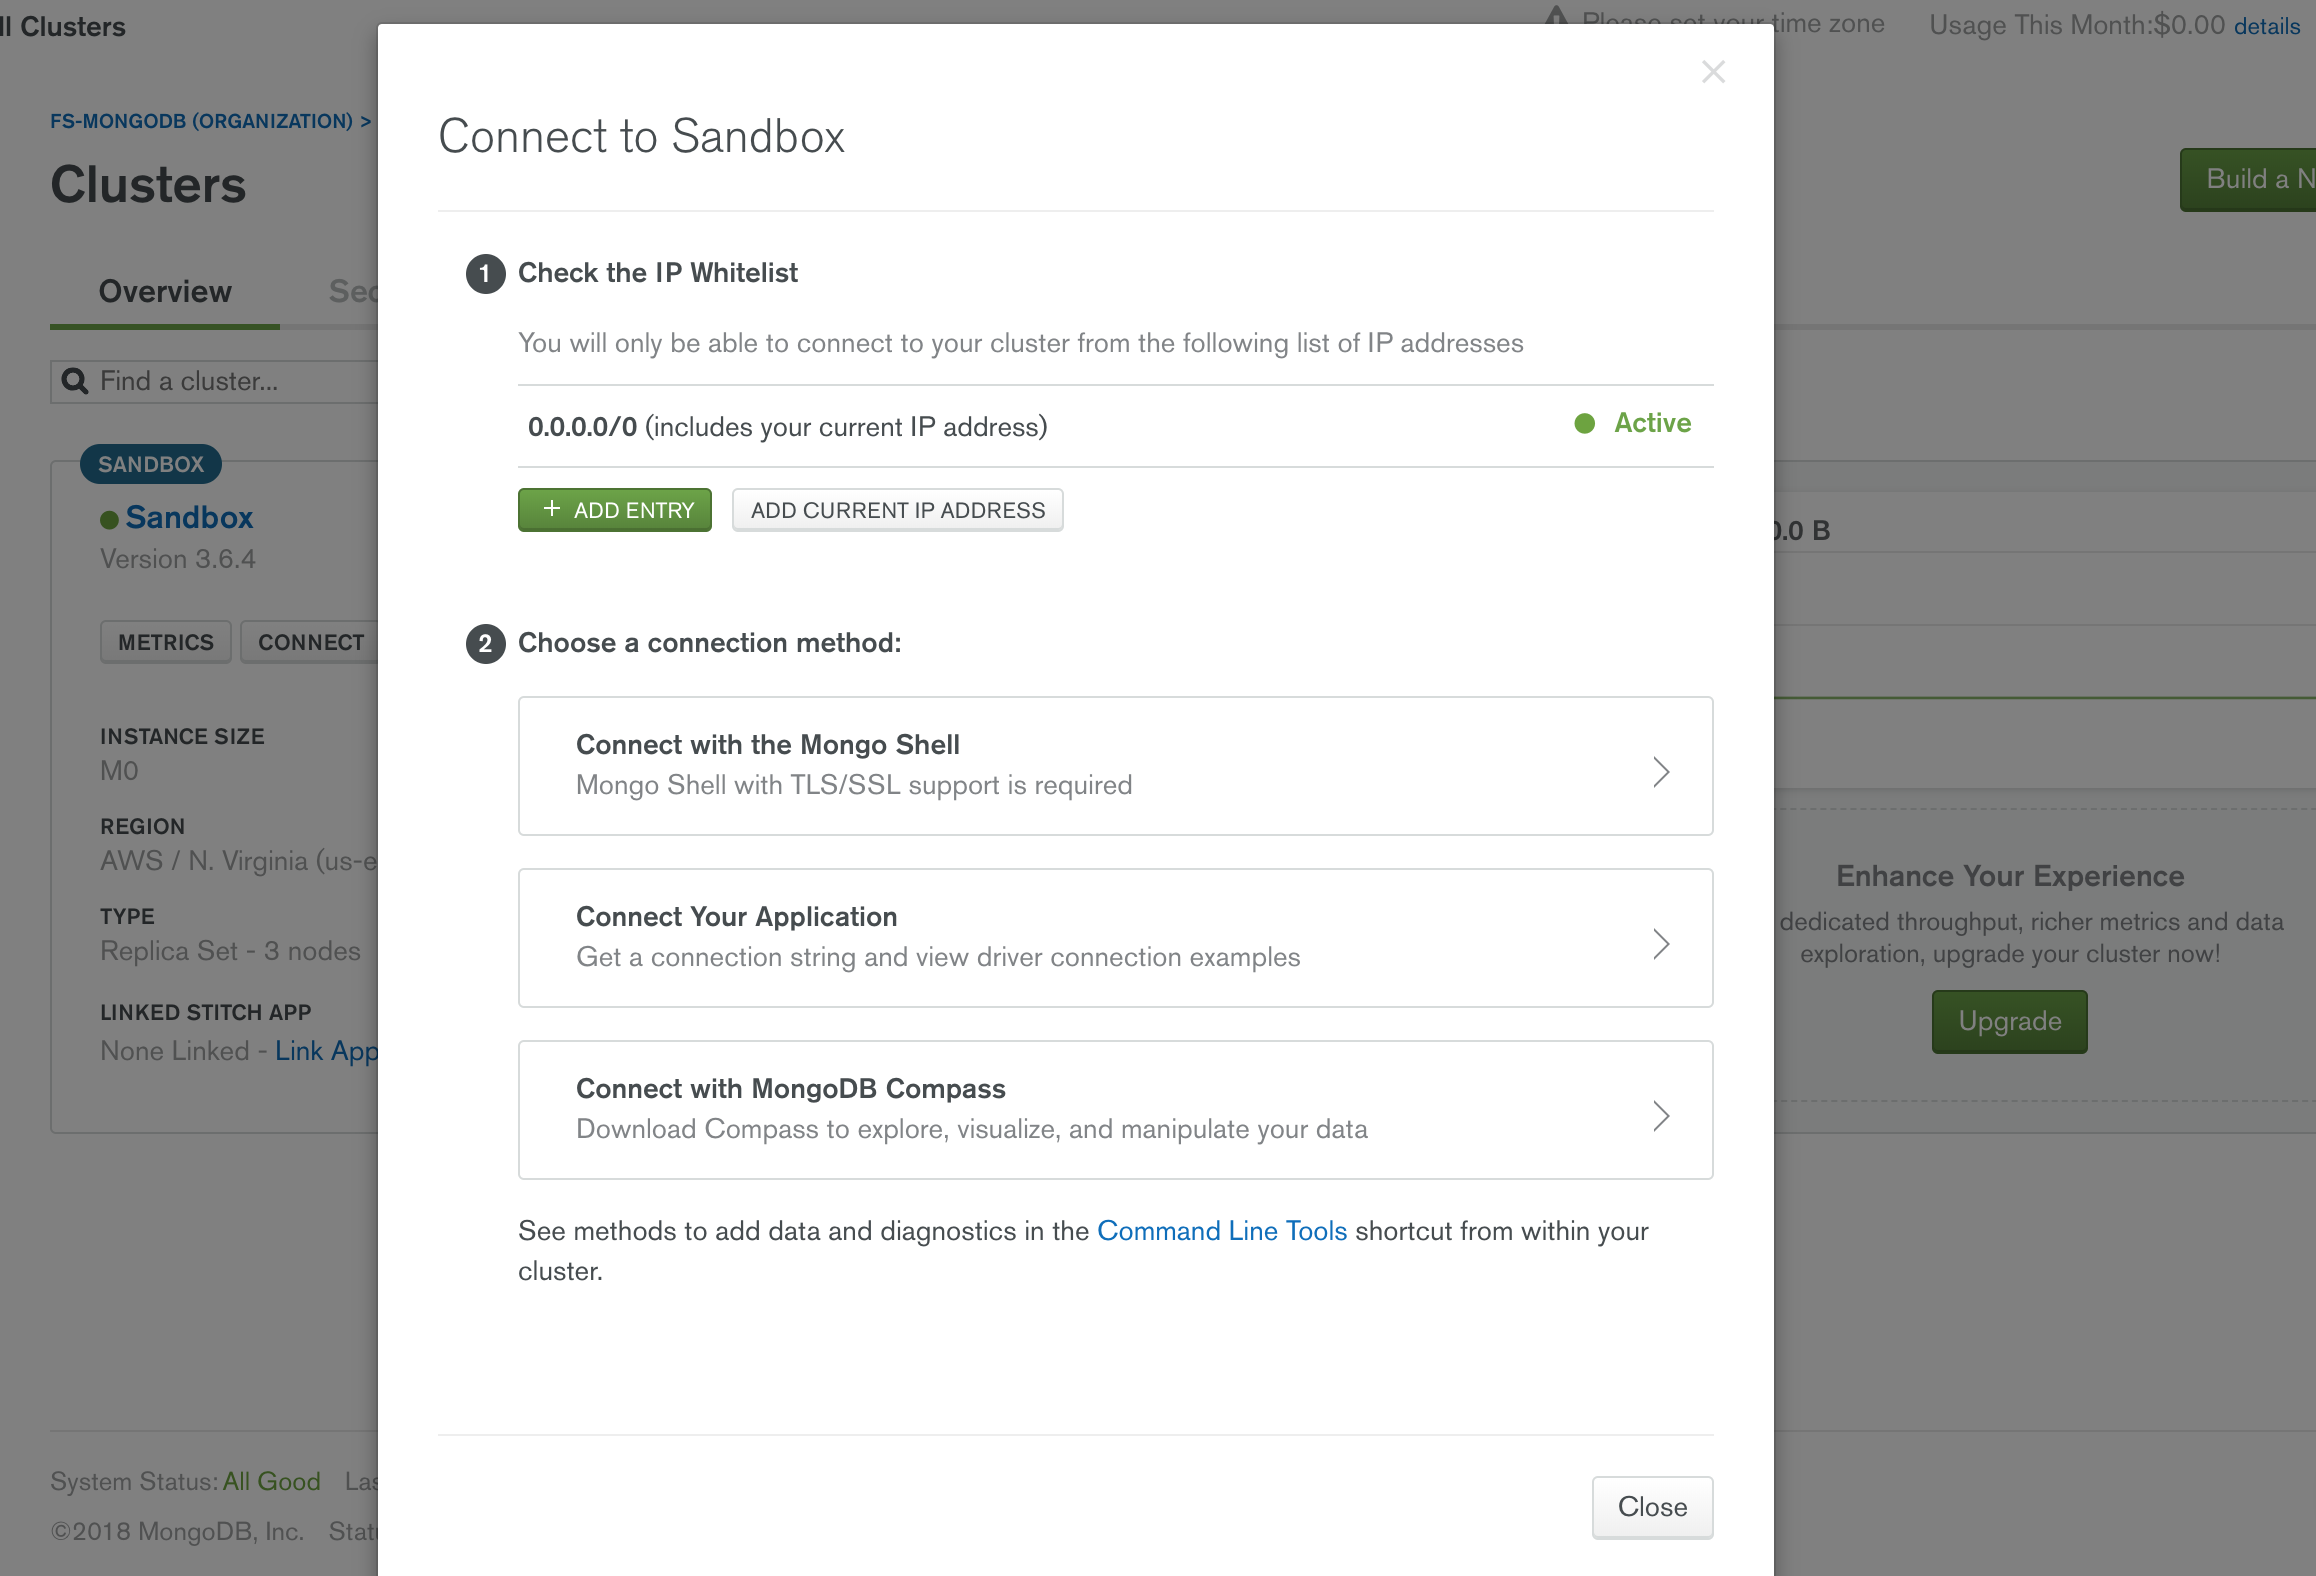 ll Clusters
Please set your time zone
Usage This Month:$0.00 details
FS-MONGODB (ORGANIZATION) >
Clusters
Build a N
Overview
Sec
Find a cluster...
SANDBOX
Sandbox
Version 3.6.4
METRICS
CONNECT
INSTANCE SIZE
M0
REGION
AWS / N. Virginia (us-e
TYPE
Replica Set - 3 nodes
LINKED STITCH APP
None Linked - Link App
Connect to Sandbox
1 Check the IP Whitelist
You will only be able to connect to your cluster from the following list of IP addresses
0.0.0.0/0 (includes your current IP address)
Active
+ ADD ENTRY
ADD CURRENT IP ADDRESS
2 Choose a connection method:
Connect with the Mongo Shell
Mongo Shell with TLS/SSL support is required
Connect Your Application
Get a connection string and view driver connection examples
Connect with MongoDB Compass
Download Compass to explore, visualize, and manipulate your data
See methods to add data and diagnostics in the Command Line Tools shortcut from within your
cluster.
Close
0.0 B
Enhance Your Experience
dedicated throughput, richer metrics and data
exploration, upgrade your cluster now!
Upgrade
System Status: All Good Las
©2018 MongoDB, Inc. Statu